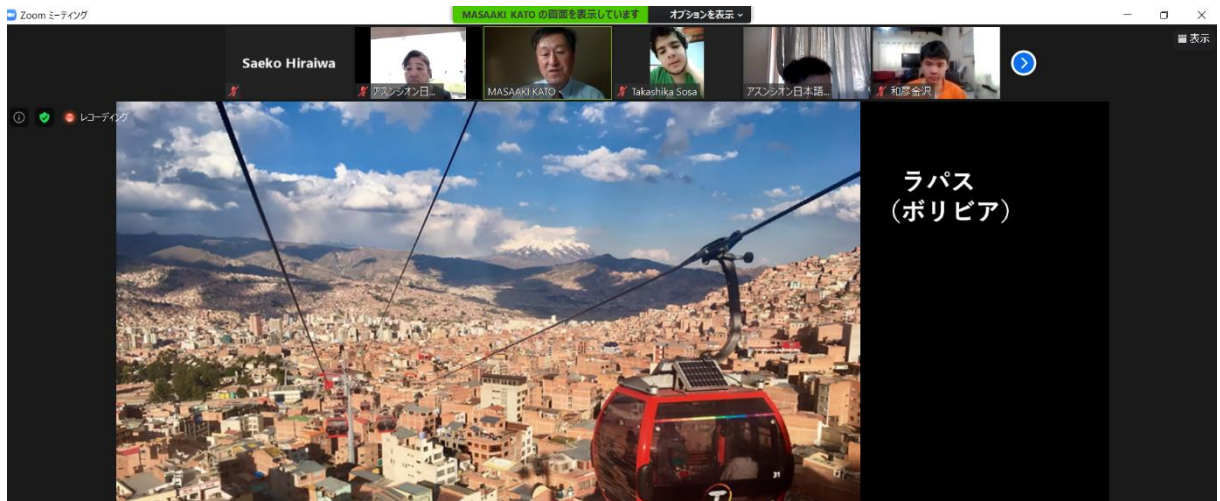 Zoom ミーティング
MASAAKI KATO の画面を表示しています
オプションを表示
表示
Saeko Hiraiwa
アスンシオン日...
MASAAKI KATO
Takashika Sosa
アスンシオン日本語...
和彦金沢
レコーディング
ラパス
（ボリビア）
31